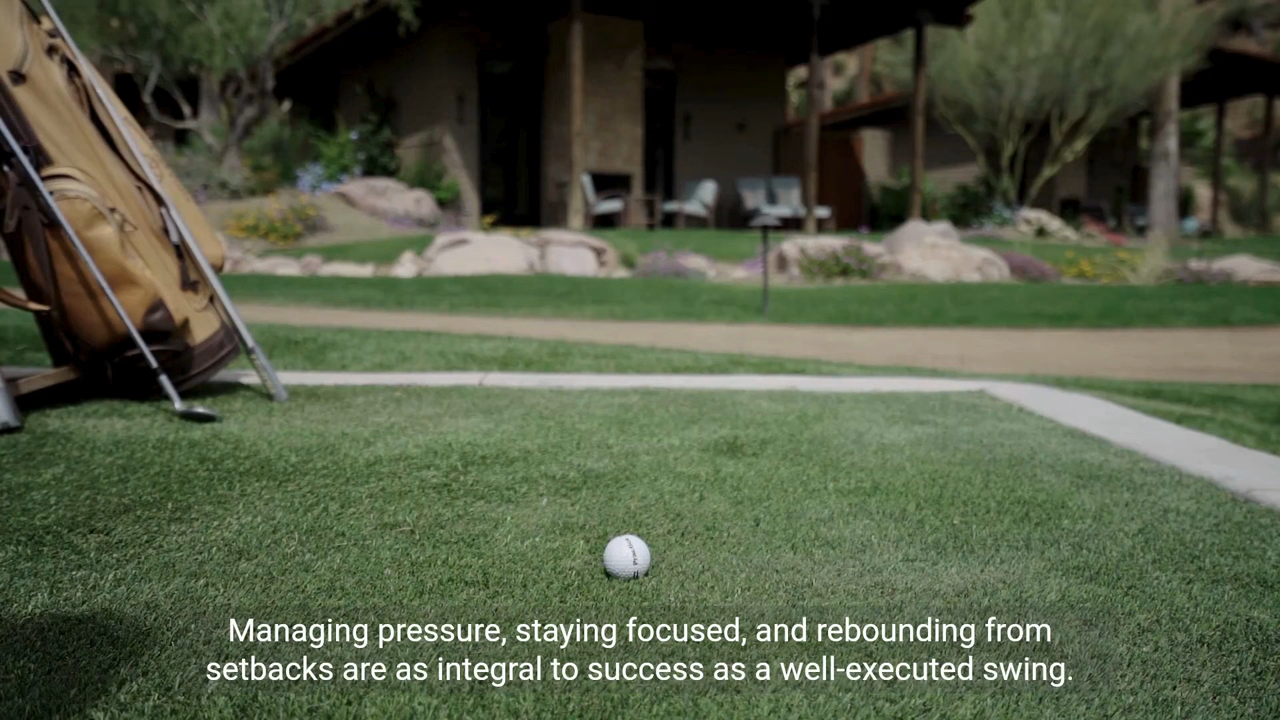 Managing pressure, staying focused, and rebounding from
setbacks are as integral to success as a well-executed swing.